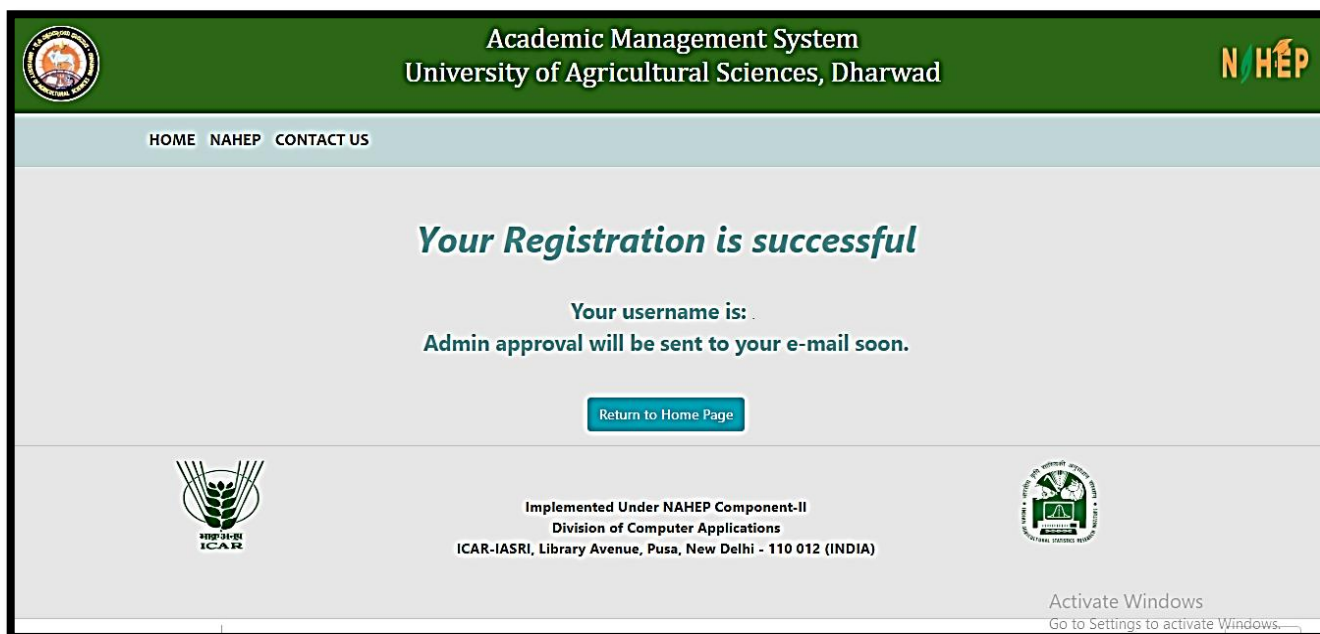 Academic Management System
University of Agricultural Sciences, Dharwad
NAHEP
HOME NAHEP CONTACT US
Your Registration is successful
Your username is:
Admin approval will be sent to your e-mail soon.
Return to Home Page
ICAR
Implemented Under NAHEP Component-II
Division of Computer Applications
ICAR-IASRI, Library Avenue, Pusa, New Delhi - 110 012 (INDIA)
Activate Windows
Go to Settings to activate Windows.